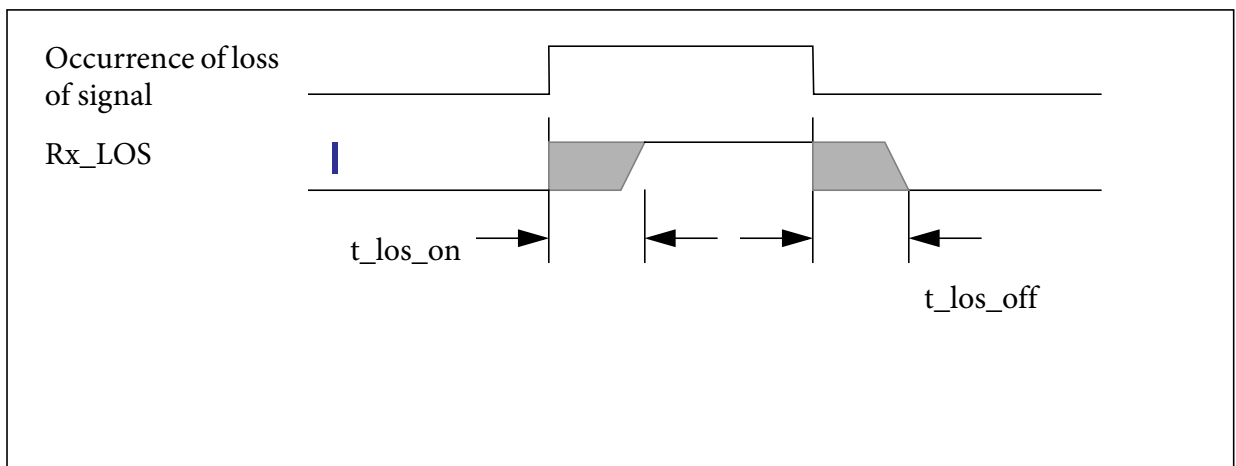 Occurrence of loss
of signal
Rx_LOS
t_los_on
t_los_off